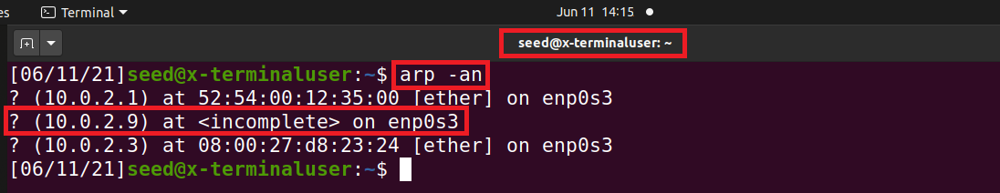 es Terminal Jun 11 14:15
seed@x-terminaluser: ~
[06/11/21]seed@x-terminaluser:~$ arp -an
? (10.0.2.1) at 52:54:00:12:35:00 [ether] on enp0s3
? (10.0.2.9) at <incomplete> on enp0s3
? (10.0.2.3) at 08:00:27:d8:23:24 [ether] on enp0s3
[06/11/21]seed@x-terminaluser:~$